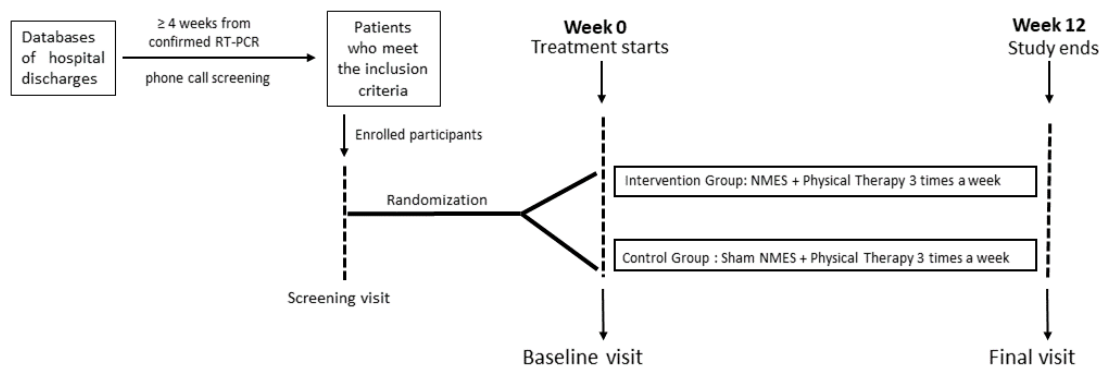 Databases
of hospital
discharges
≥ 4 weeks from
confirmed RT-PCR
phone call screening
Patients
who meet
the inclusion
criteria
Enrolled participants
Week 0
Treatment starts
Week 12
Study ends
Randomization
Intervention Group: NMES + Physical Therapy 3 times a week
Control Group : Sham NMES + Physical Therapy 3 times a week
Screening visit
Baseline visit
Final visit